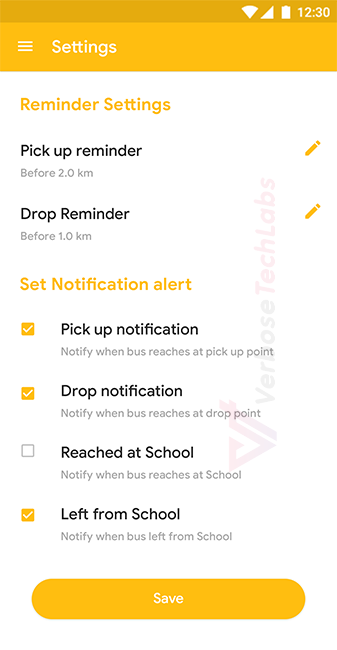 12:30
Settings
Reminder Settings
Pick up reminder
Before 2.0 km
Drop Reminder
Before 1.0 km
Set Notification alert
Pick up notification
Notify when bus reaches at pick up point
Drop notification
Notify when bus reaches at drop point
Reached at School
Notify when bus reaches at School
Left from School
Notify when bus left from School
Save
Verbose TechLabs